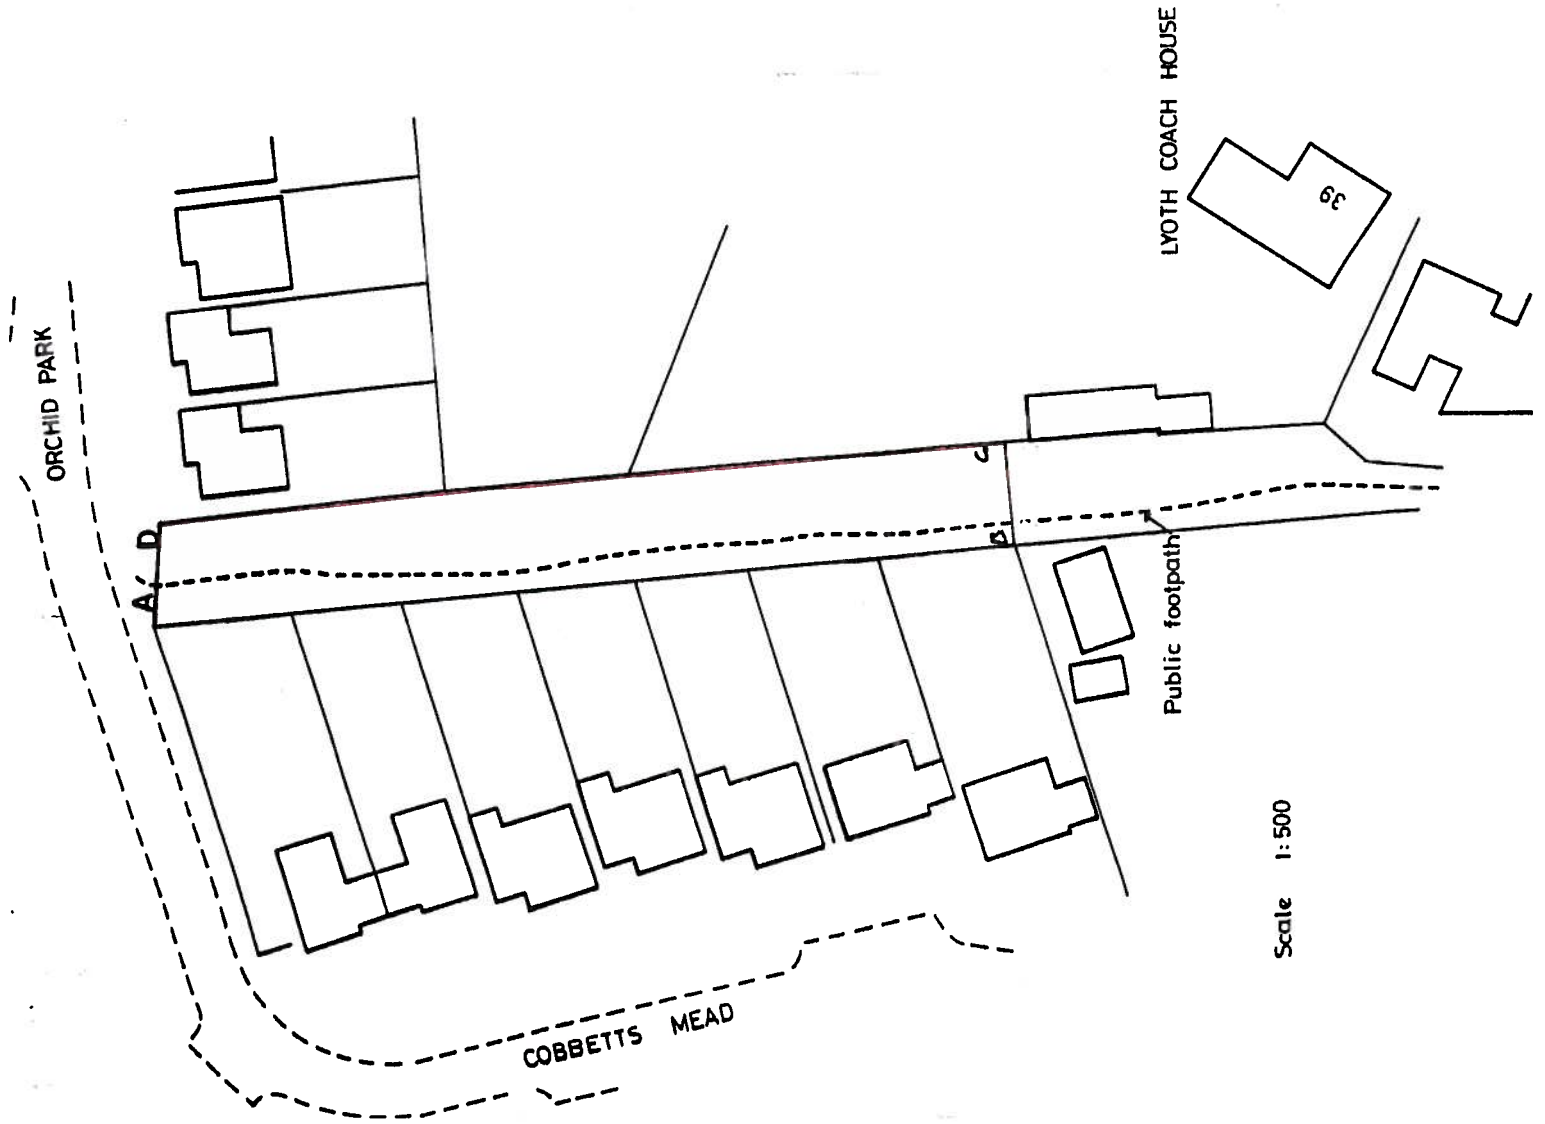 LYOTH COACH HOUSE
39
ORCHID PARK
D
A
C
B
Public footpath
Scale 1:500
COBBETTS MEAD